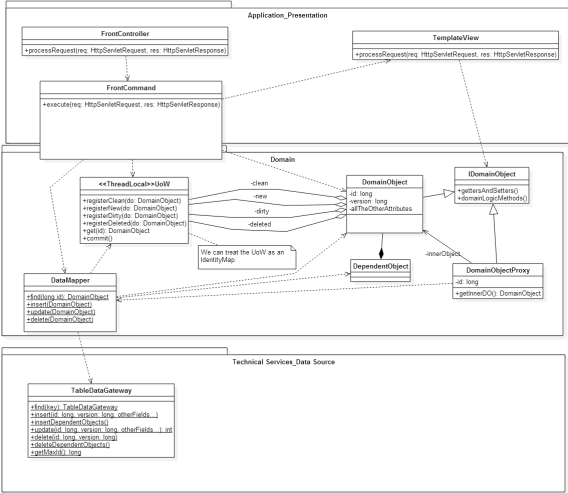 Application_Presentation
FrontController
+processRequest(req: HttpServletRequest, res: HttpServletResponse)
TemplateView
+processRequest(req: HttpServletRequest, res: HttpServletResponse)
FrontCommand
+execute(req: HttpServletRequest, res: HttpServletResponse)
Domain
<<ThreadLocal>>UoW
+registerClean(do: DomainObject)
+registerNew(do: DomainObject)
+registerDirty(do: DomainObject)
+registerDeleted(do: DomainObject)
+get(id): DomainObject
+commit()
-clean
-new
-dirty
-deleted
DomainObject
-id: long
-version: long
-allTheOtherAttributes
IDomainObject
+gettersAndSetters()
+domainLogicMethods()
We can treat the UoW as an
IdentityMap.
-innerObject
DependentObject
DomainObjectProxy
-id: long
+getInnerDO(): DomainObject
DataMapper
+find(long id): DomainObject
+insert(DomainObject)
+update(DomainObject)
+delete(DomainObject)
Technical Services_Data Source
TableDataGateway
+find(key): TableDataGateway
+insert(id: long, version: long, otherFields...)
+insertDependentObjects()
+update(id: long, version: long, otherFields...): int
+delete(id: long, version: long)
+deleteDependentObjects()
+getMaxId(): long